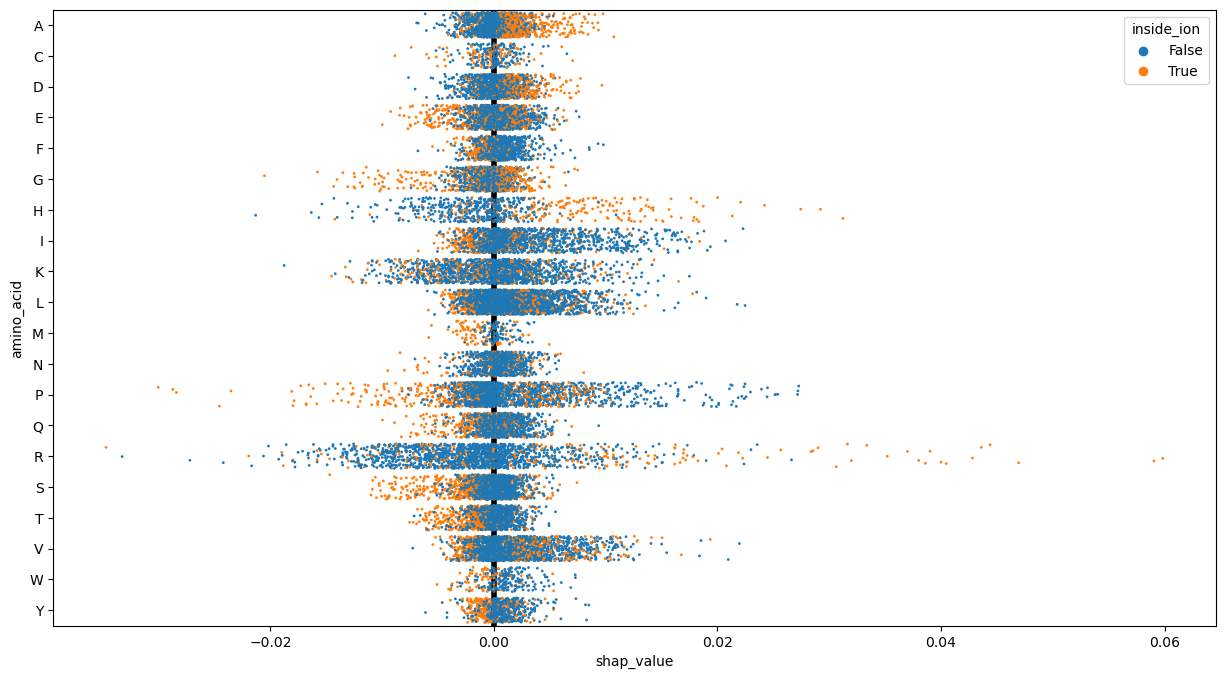 inside_ion
False
True
amino_acid
A
C
D
E
F
G
H
I
K
L
M
N
P
Q
R
S
T
V
W
Y
−0.02
0.00
0.02
0.04
0.06
shap_value